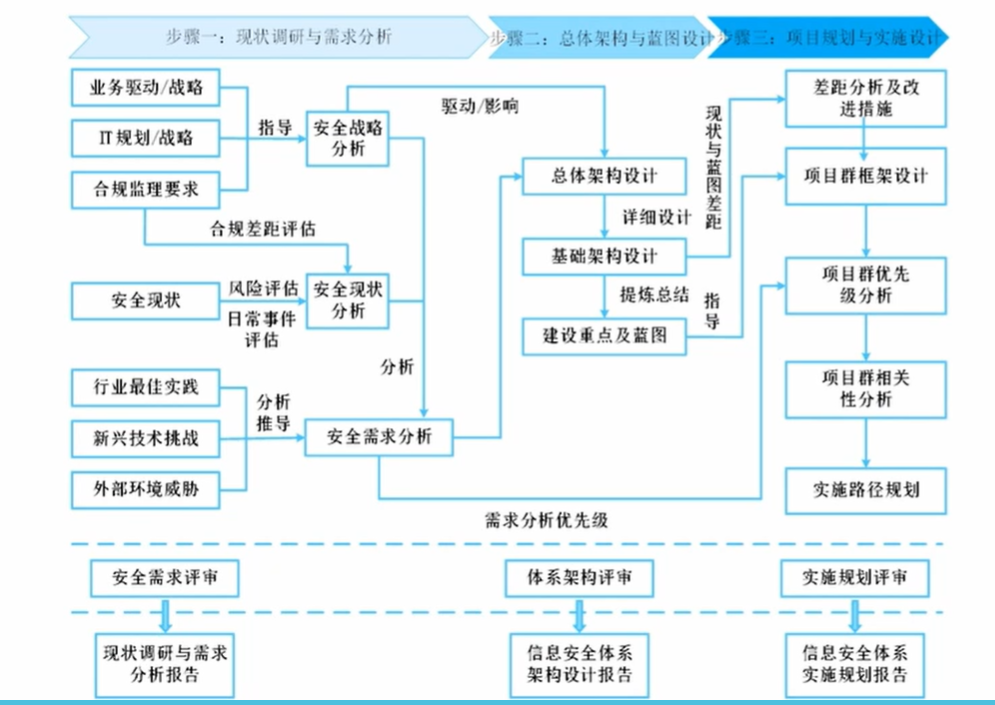 步骤一：现状调研与需求分析
步骤二：总体架构与蓝图设计
步骤三：项目规划与实施设计
业务驱动/战略
IT规划/战略
合规监理要求
指导
安全战略
分析
驱动/影响
合规差距评估
安全现状
风险评估
日常事件
评估
安全现状
分析
分析
行业最佳实践
新兴技术挑战
外部环境威胁
分析
推导
安全需求分析
需求分析优先级
总体架构设计
详细设计
基础架构设计
提炼总结
建设重点及蓝图
现状与蓝图差距
指导
差距分析及改
进措施
项目群框架设计
项目群优先
级分析
项目群相关
性分析
实施路径规划
安全需求评审
体系架构评审
实施规划评审
现状调研与需求
分析报告
信息安全体系
架构设计报告
信息安全体系
实施规划报告